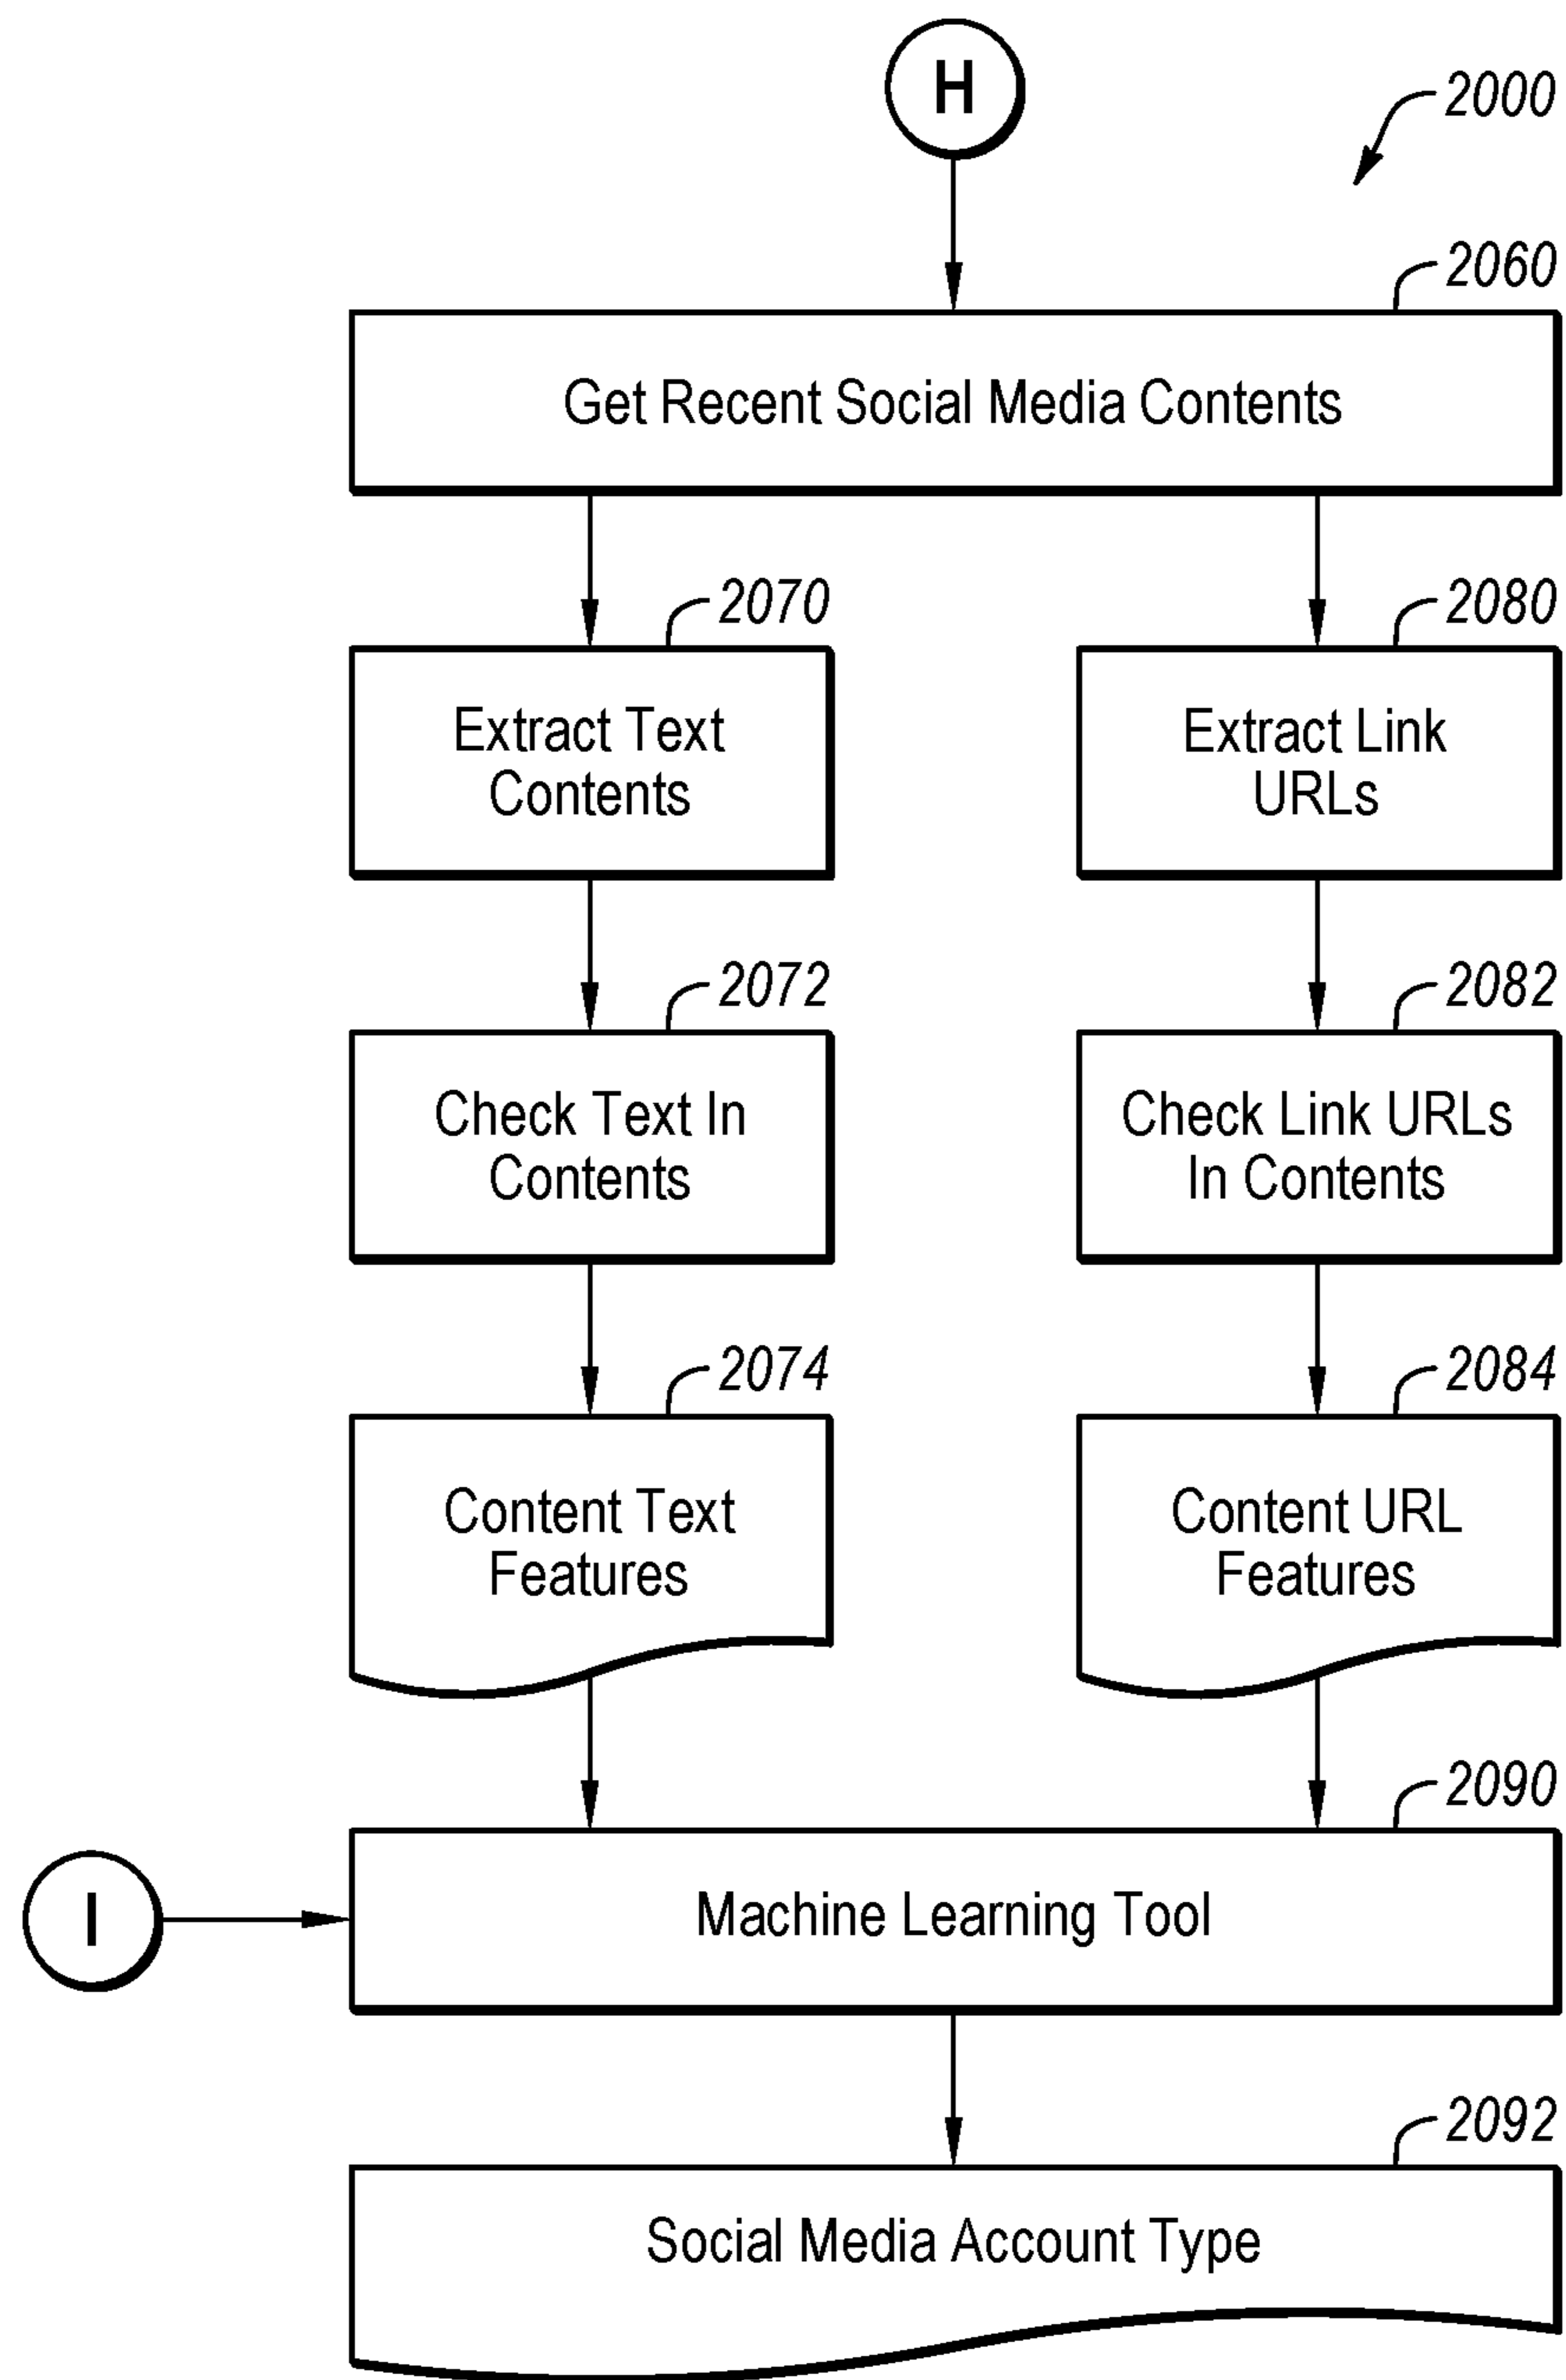 H
2000
2060
Get Recent Social Media Contents
2070
2080
Extract Text
Contents
Extract Link
URLs
2072
2082
Check Text In
Contents
Check Link URLs
In Contents
2074
2084
Content Text
Features
Content URL
Features
2090
I
Machine Learning Tool
2092
Social Media Account Type